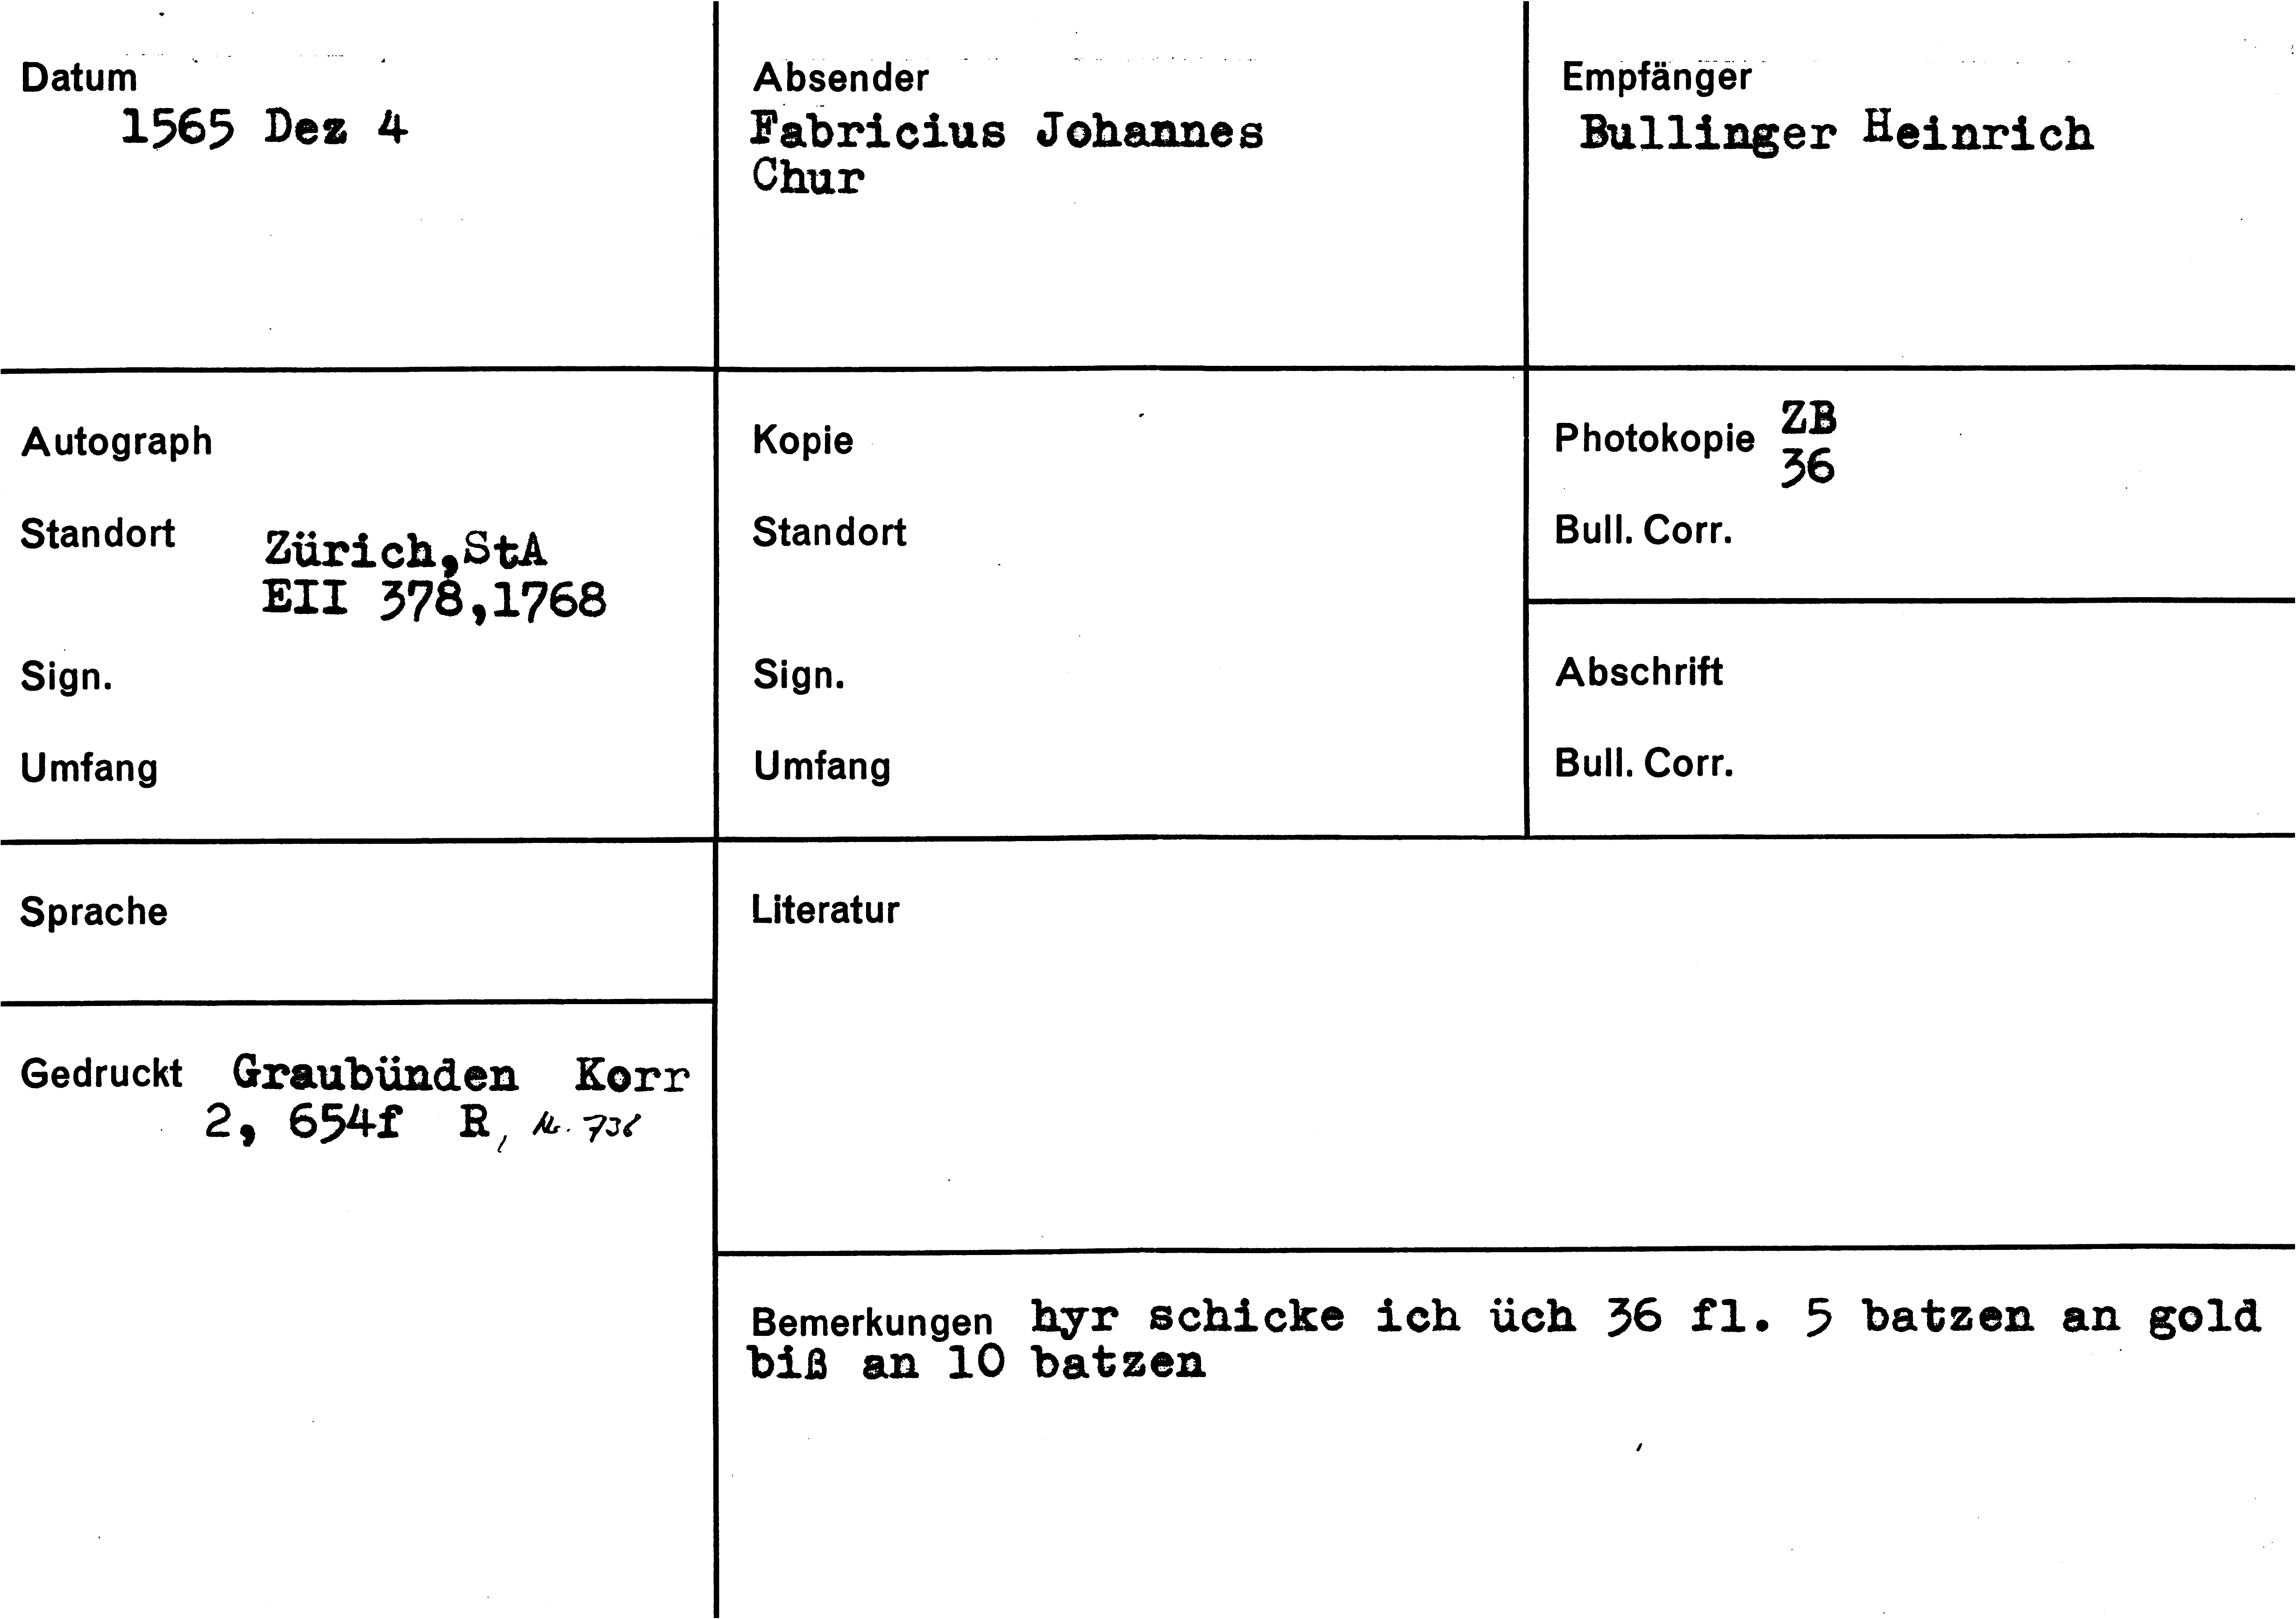 Datum
1565 Dez 4
Absender
Fabricius Johannes
Chur
Empfänger
Bullinger Heinrich
Autograph
Standort Zürich,StA
EII 378,1768
Sign.
Umfang
Kopie
Standort
Sign.
Umfang
Photokopie ZB
36
Bull. Corr.
Abschrift
Bull. Corr.
Sprache
Literatur
Gedruckt Graubünden Korr
2, 654f R, Nr. 736
Bemerkungen hyr schicke ich üch 36 fl. 5 batzen an gold
biß an 10 batzen